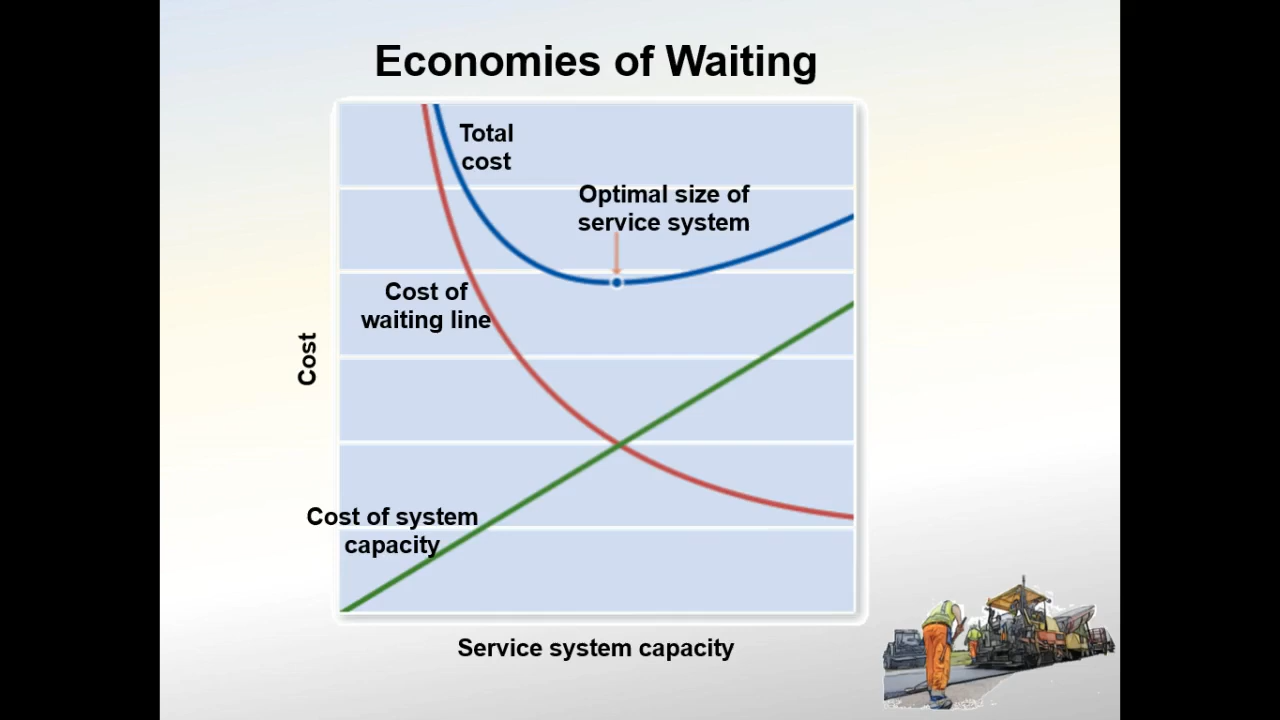 Economies of Waiting
Total
cost
Optimal size of
service system
Cost of
waiting line
Cost
Cost of system
capacity
Service system capacity